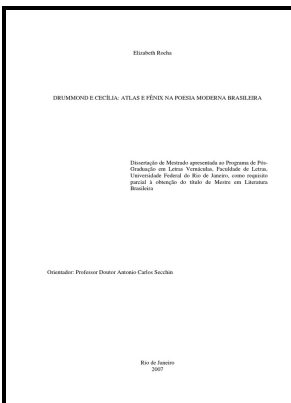 Elizabeth Rocha
DRUMMOND E CECÍLIA: ATLAS E FÊNIX NA POESIA MODERNA BRASILEIRA
Dissertação de Mestrado apresentada ao Programa de Pós-
Graduação em Letras Vernáculas, Faculdade de Letras,
Universidade Federal do Rio de Janeiro, como requisito
parcial à obtenção do título de Mestre em Literatura
Brasileira
Orientador: Professor Doutor Antonio Carlos Secchin
Rio de Janeiro
2007